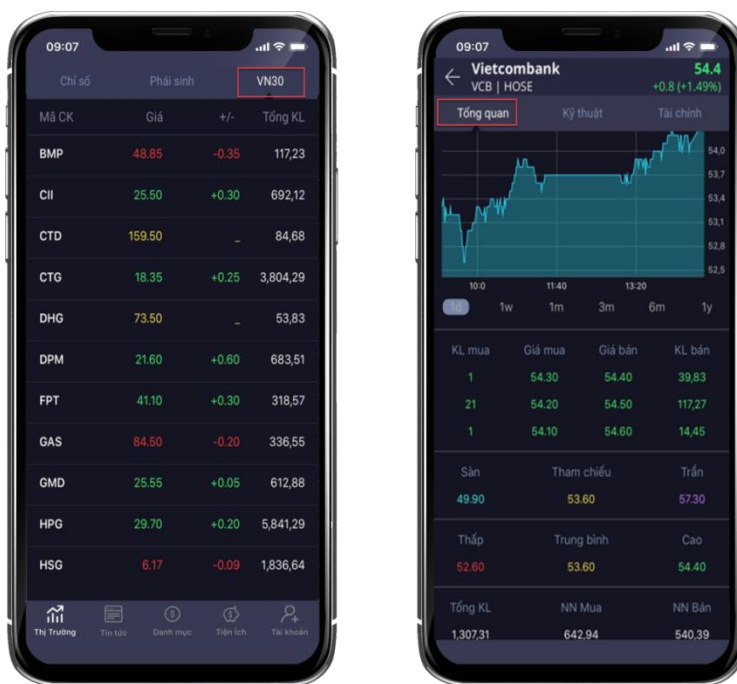 09:07
Chỉ số Phái sinh VN30
Mã CK Giá +/- Tổng KL
BMP 48.85 -0.35 117,23
CII 25.50 +0.30 692,12
CTD 159.50 _ 84,68
CTG 18.35 +0.25 3,804,29
DHG 73.50 _ 53,83
DPM 21.60 +0.60 683,51
FPT 41.10 +0.30 318,57
GAS 84.50 -0.20 336,55
GMD 25.55 +0.05 612,88
HPG 29.70 +0.20 5,841,29
HSG 6.17 -0.09 1,836,64
Thị Trường Tin tức Danh mục Tiện Ích Tài khoản
09:07
Vietcombank 54.4
VCB | HOSE +0.8 (+1.49%)
Tổng quan Kỹ thuật Tài chính
54,0
53,7
53,4
53,1
52,8
52,5
10:0 11:40 13:20
1d 1w 1m 3m 6m 1y
KL mua Giá mua Giá bán KL bán
1 54.30 54.40 39,83
21 54.20 54.50 117,27
1 54.10 54.60 14,45
Sàn Tham chiếu Trần
49.90 53.60 57.30
Thấp Trung bình Cao
52.60 53.60 54.40
Tổng KL NN Mua NN Bán
1,307,31 642,94 540,39